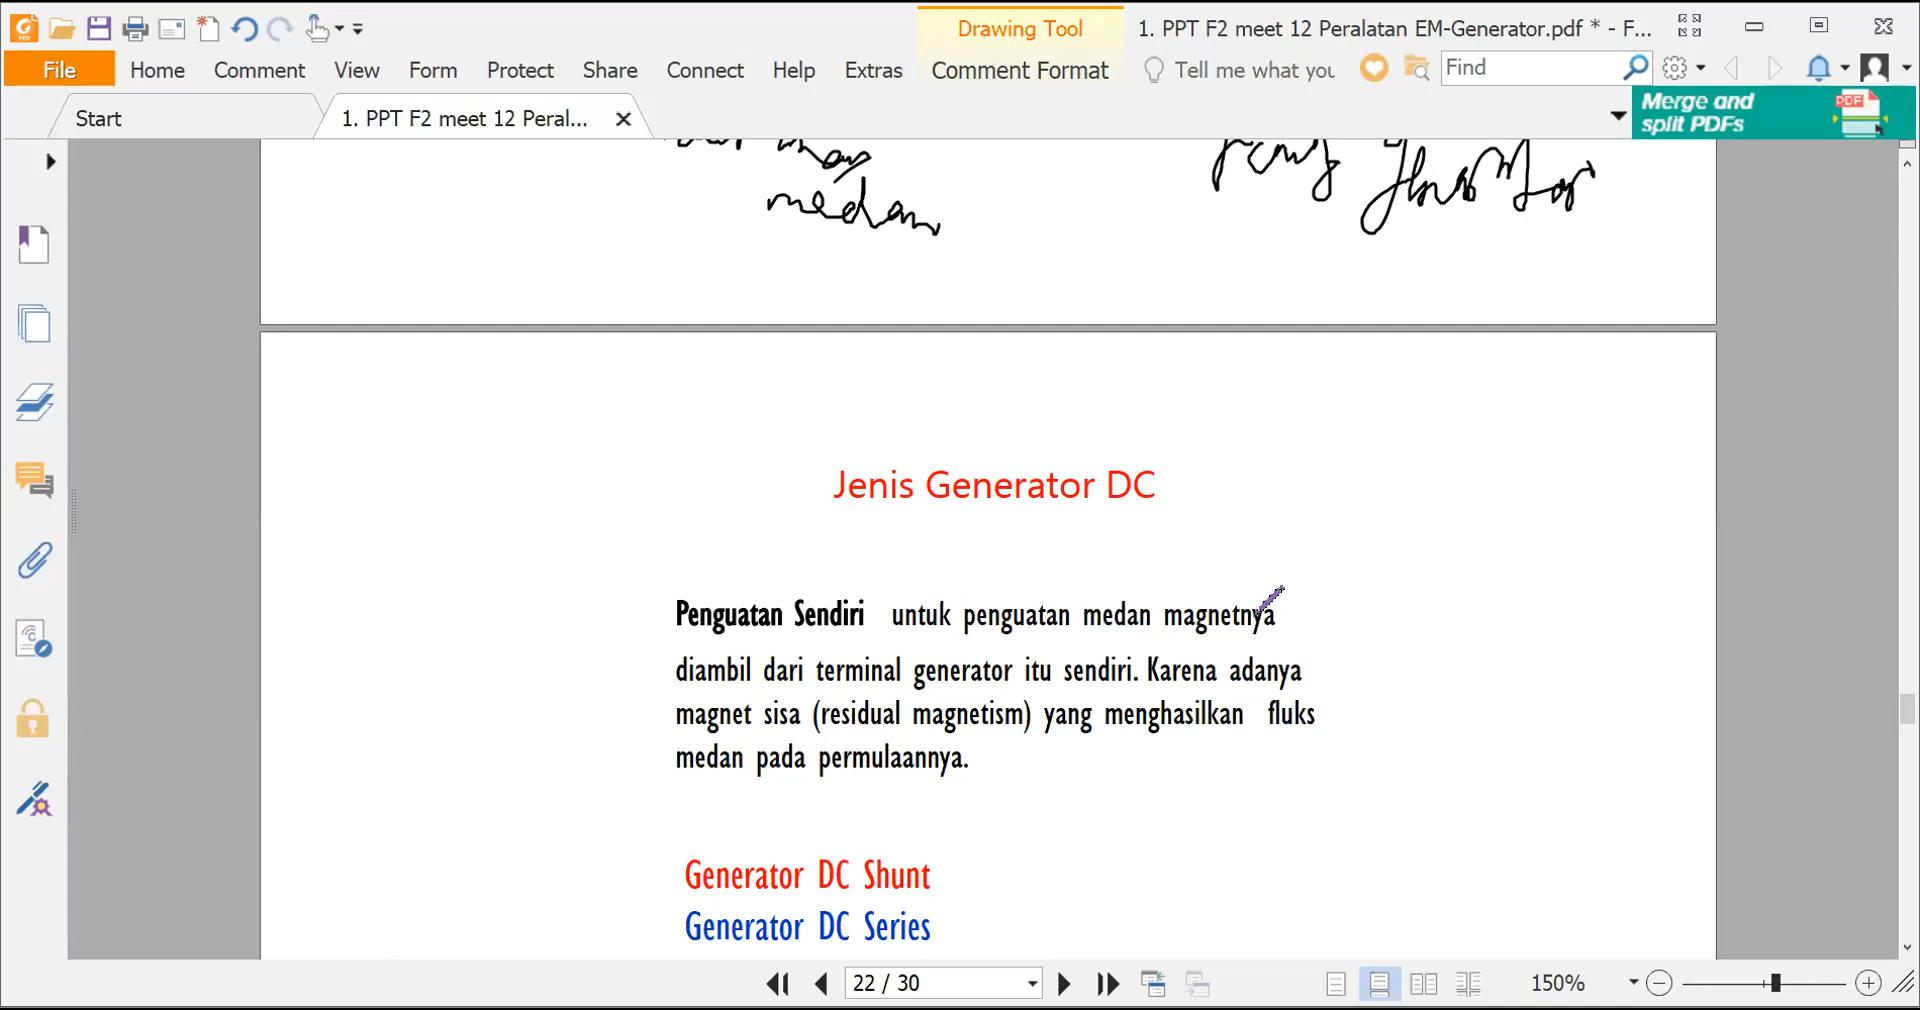 Drawing Tool
1. PPT F2 meet 12 Peralatan EM-Generator.pdf * - F...
File Home Comment View Form Protect Share Connect Help Extras Comment Format Tell me what you Find
Start
1. PPT F2 meet 12 Peral...
Merge and
split PDFs
PDF
medan
Jenis Generator DC
Penguatan Sendiri untuk penguatan medan magnetnya
diambil dari terminal generator itu sendiri. Karena adanya
magnet sisa (residual magnetism) yang menghasilkan fluks
medan pada permulaannya.
Generator DC Shunt
Generator DC Series
22 / 30
150%